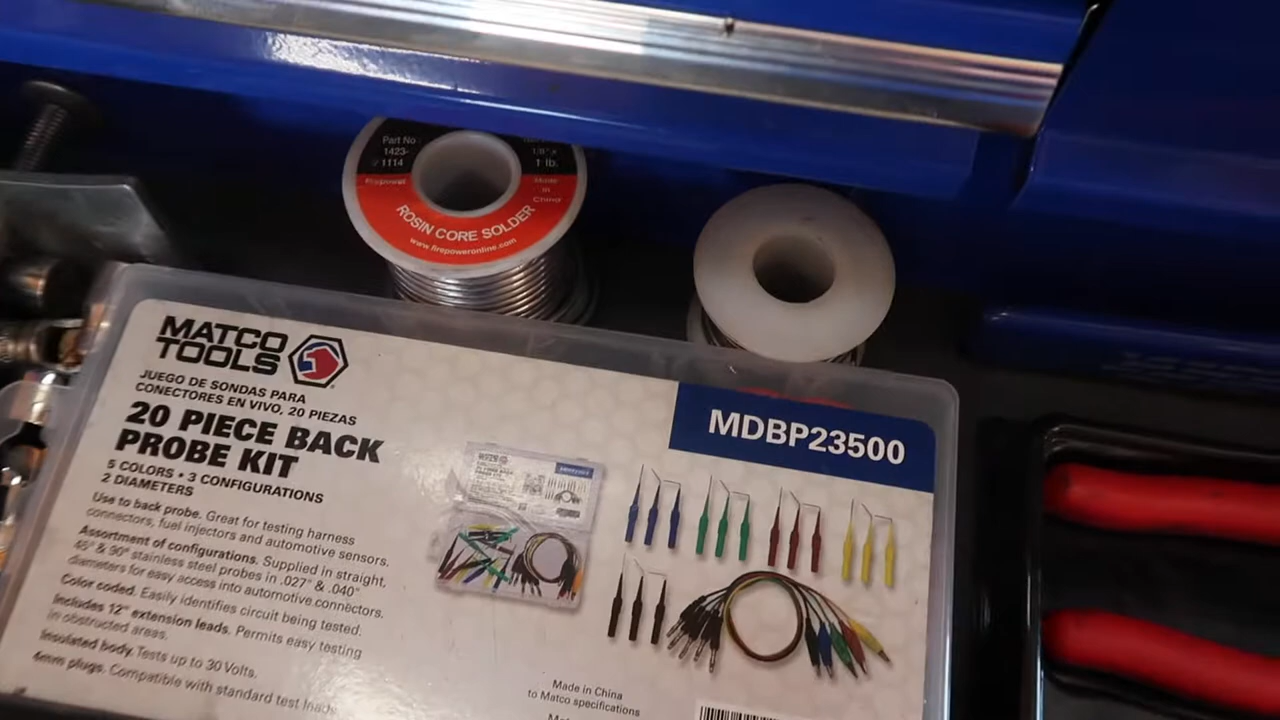 Part No
1423-
1114
1/8" x
1 lb.
Firepower
Made
in
China
ROSIN CORE SOLDER
www.firepoweronline.com
MATCO
TOOLS
JUEGO DE SONDAS PARA
CONECTORES EN VIVO, 20 PIEZAS
20 PIECE BACK
PROBE KIT
5 COLORS • 3 CONFIGURATIONS
2 DIAMETERS
Use to back probe. Great for testing harness
connectors, fuel injectors and automotive sensors.
Assortment of configurations. Supplied in straight,
45° & 90° stainless steel probes in .027" & .040"
diameters for easy access into automotive connectors.
Color coded. Easily identifies circuit being tested.
Includes 12" extension leads. Permits easy testing
in obstructed areas.
Insulated body. Tests up to 30 Volts.
4mm plugs. Compatible with standard test leads
MDBP23500
Made in China
to Matco specifications